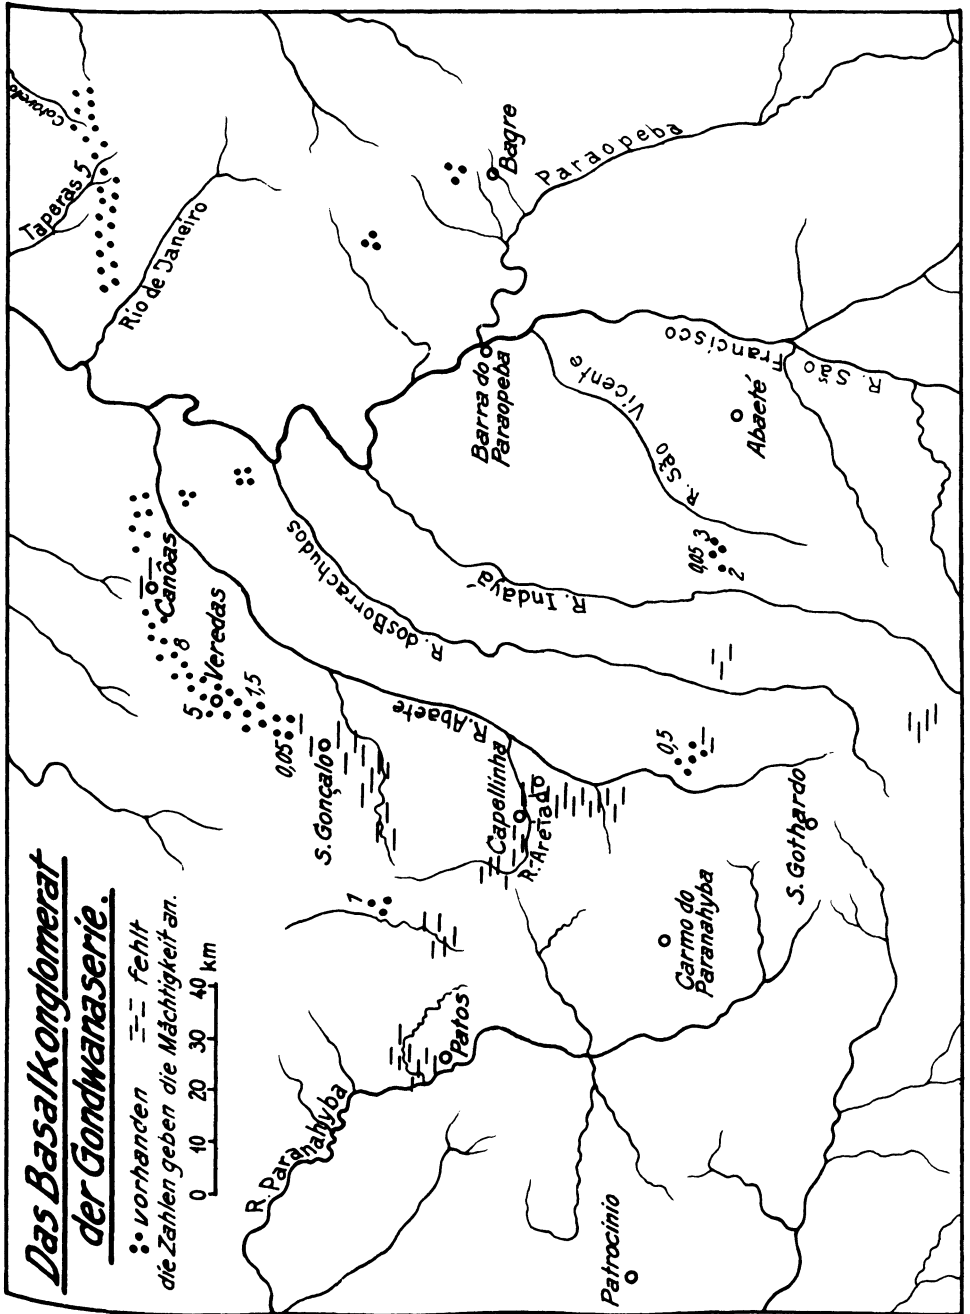 Das Basalkonglomerat
der Gondwanaserie.
vorhanden fehlt
die Zahlen geben die Mächtigkeit an.
0 10 20 30 40 km
R. Paranahyba
Patos
Patrocinio
Carmo do
Paranahyba
S. Gothardo
1
S. Gonçalo
Capellinha
R. Areiado
0,05
5
Veredas
1,5
8
Canôas
R. Abaete
0,5
R. dos Borrachudos
R. Indayá
0,05 3
2
R. São Vicente
Abaeté
R. São Francisco
Barra do
Paraopeba
Paraopeba
Bagre
Rio de Janeiro
Taperas 5